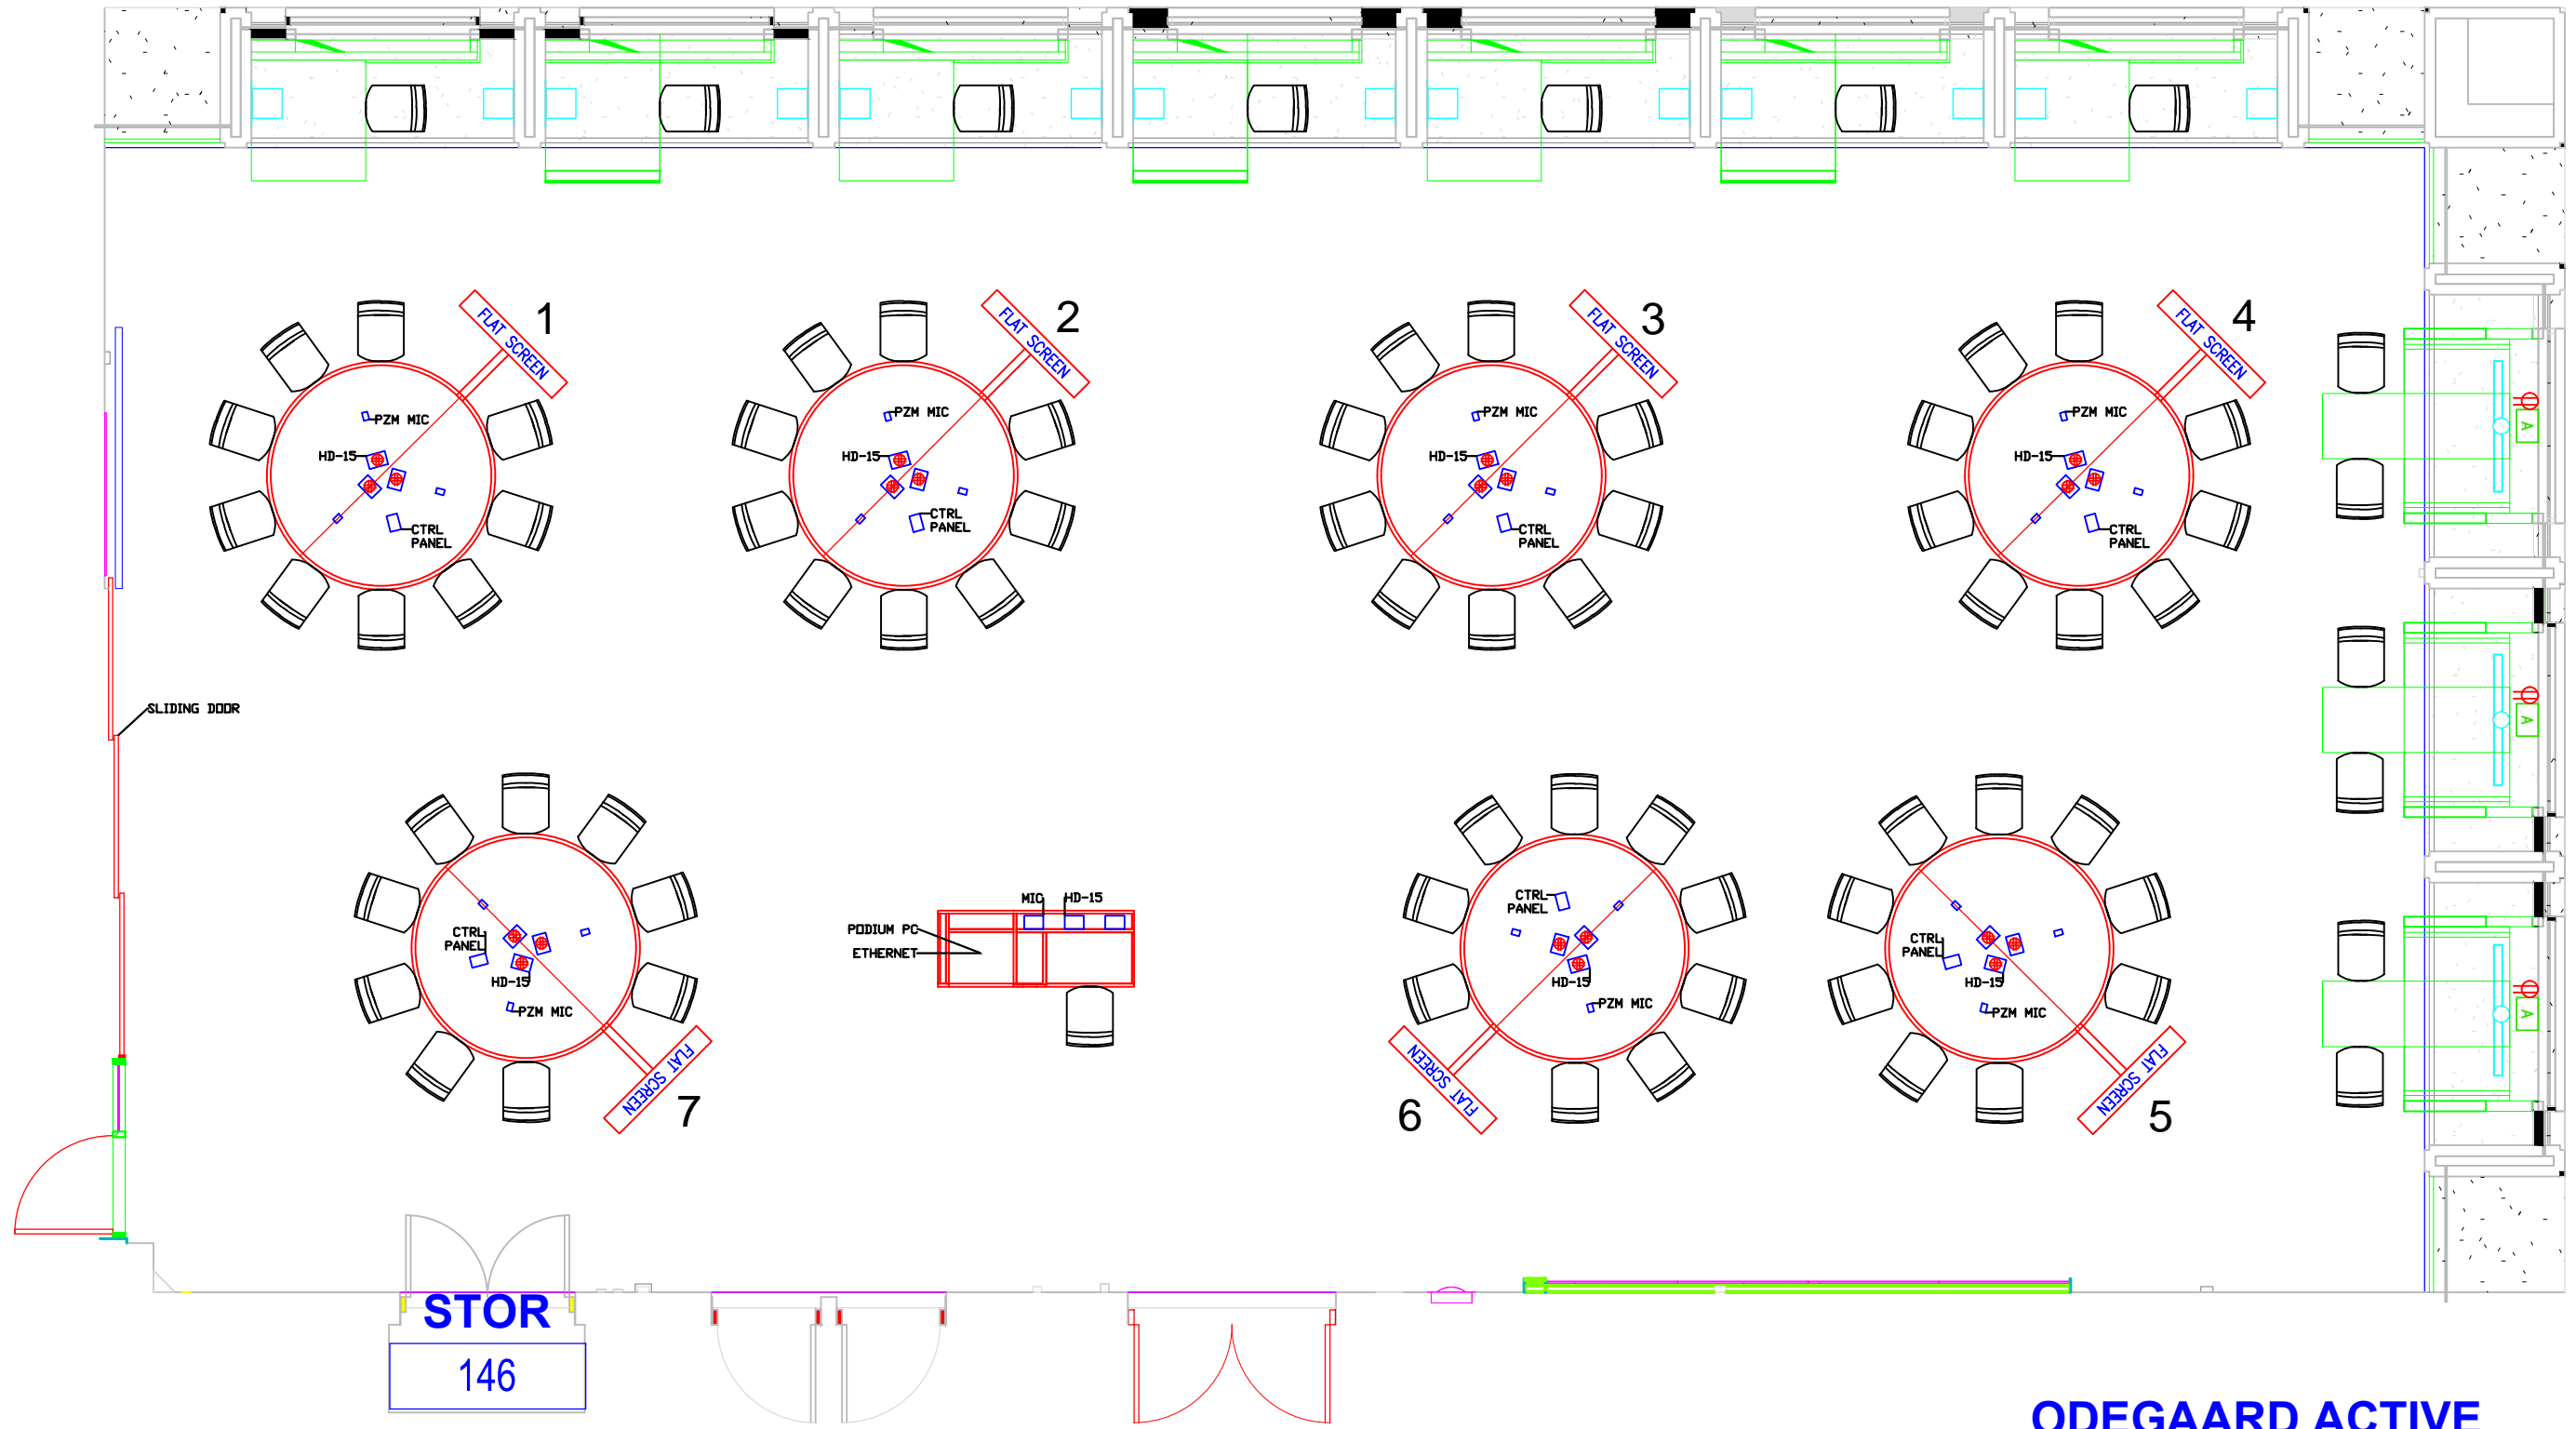 1
FLAT SCREEN
PZM MIC
HD-15
CTRL
PANEL
2
FLAT SCREEN
PZM MIC
HD-15
CTRL
PANEL
3
FLAT SCREEN
PZM MIC
HD-15
CTRL
PANEL
4
FLAT SCREEN
PZM MIC
HD-15
CTRL
PANEL
A
A
A
SLIDING DOOR
CTRL
PANEL
HD-15
PZM MIC
FLAT SCREEN
7
MIC
HD-15
PODIUM PC
ETHERNET
CTRL
PANEL
HD-15
PZM MIC
FLAT SCREEN
6
CTRL
PANEL
HD-15
PZM MIC
FLAT SCREEN
5
STOR
146
ODEGAARD ACTIVE